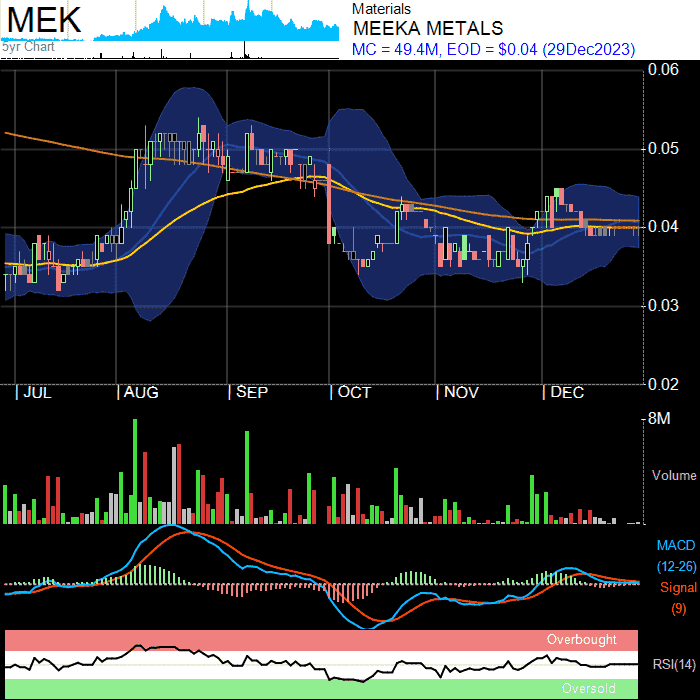 MEK
5yr Chart
Materials
MEEKA METALS
MC = 49.4M, EOD = $0.04 (29Dec2023)
0.06
0.05
0.04
0.03
0.02
| JUL | AUG | SEP | OCT | NOV | DEC
8M
Volume
MACD
(12-26)
Signal
(9)
Overbought
RSI(14)
Oversold